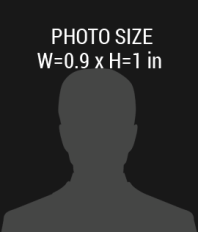 PHOTO SIZE
W=0.9 x H=1 in